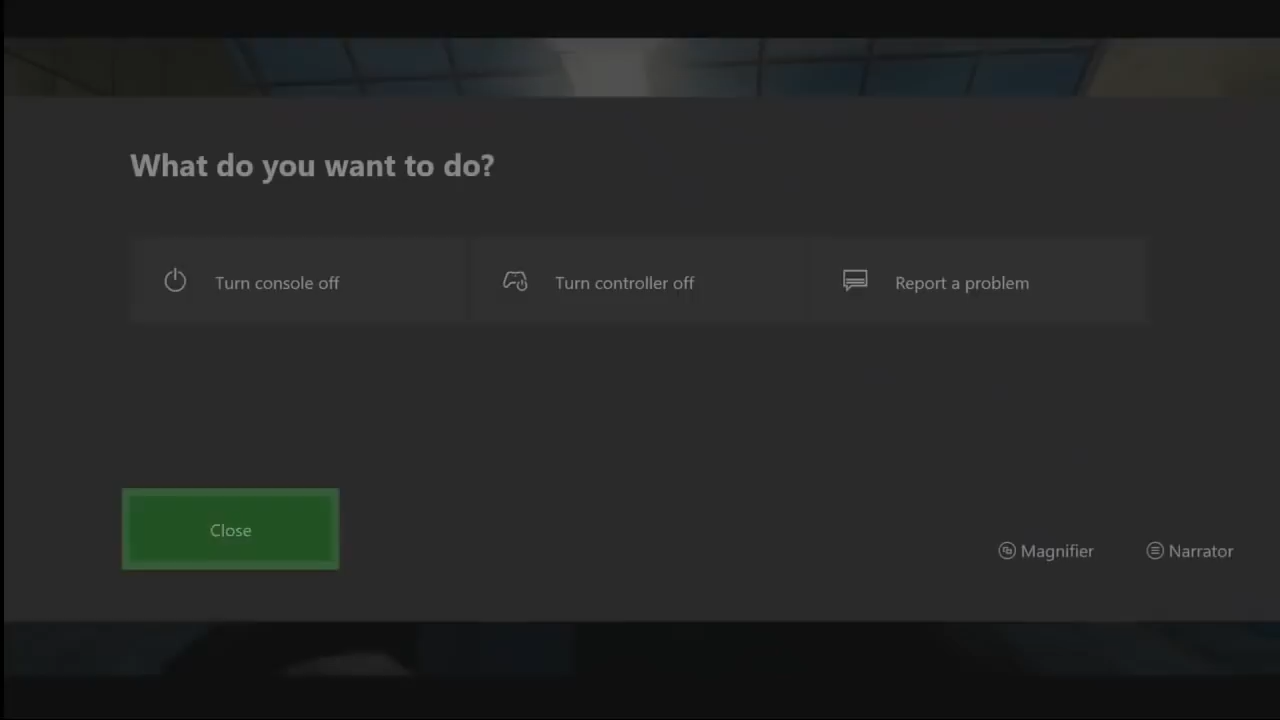 What do you want to do?
Turn console off
Turn controller off
Report a problem
Close
Magnifier
Narrator